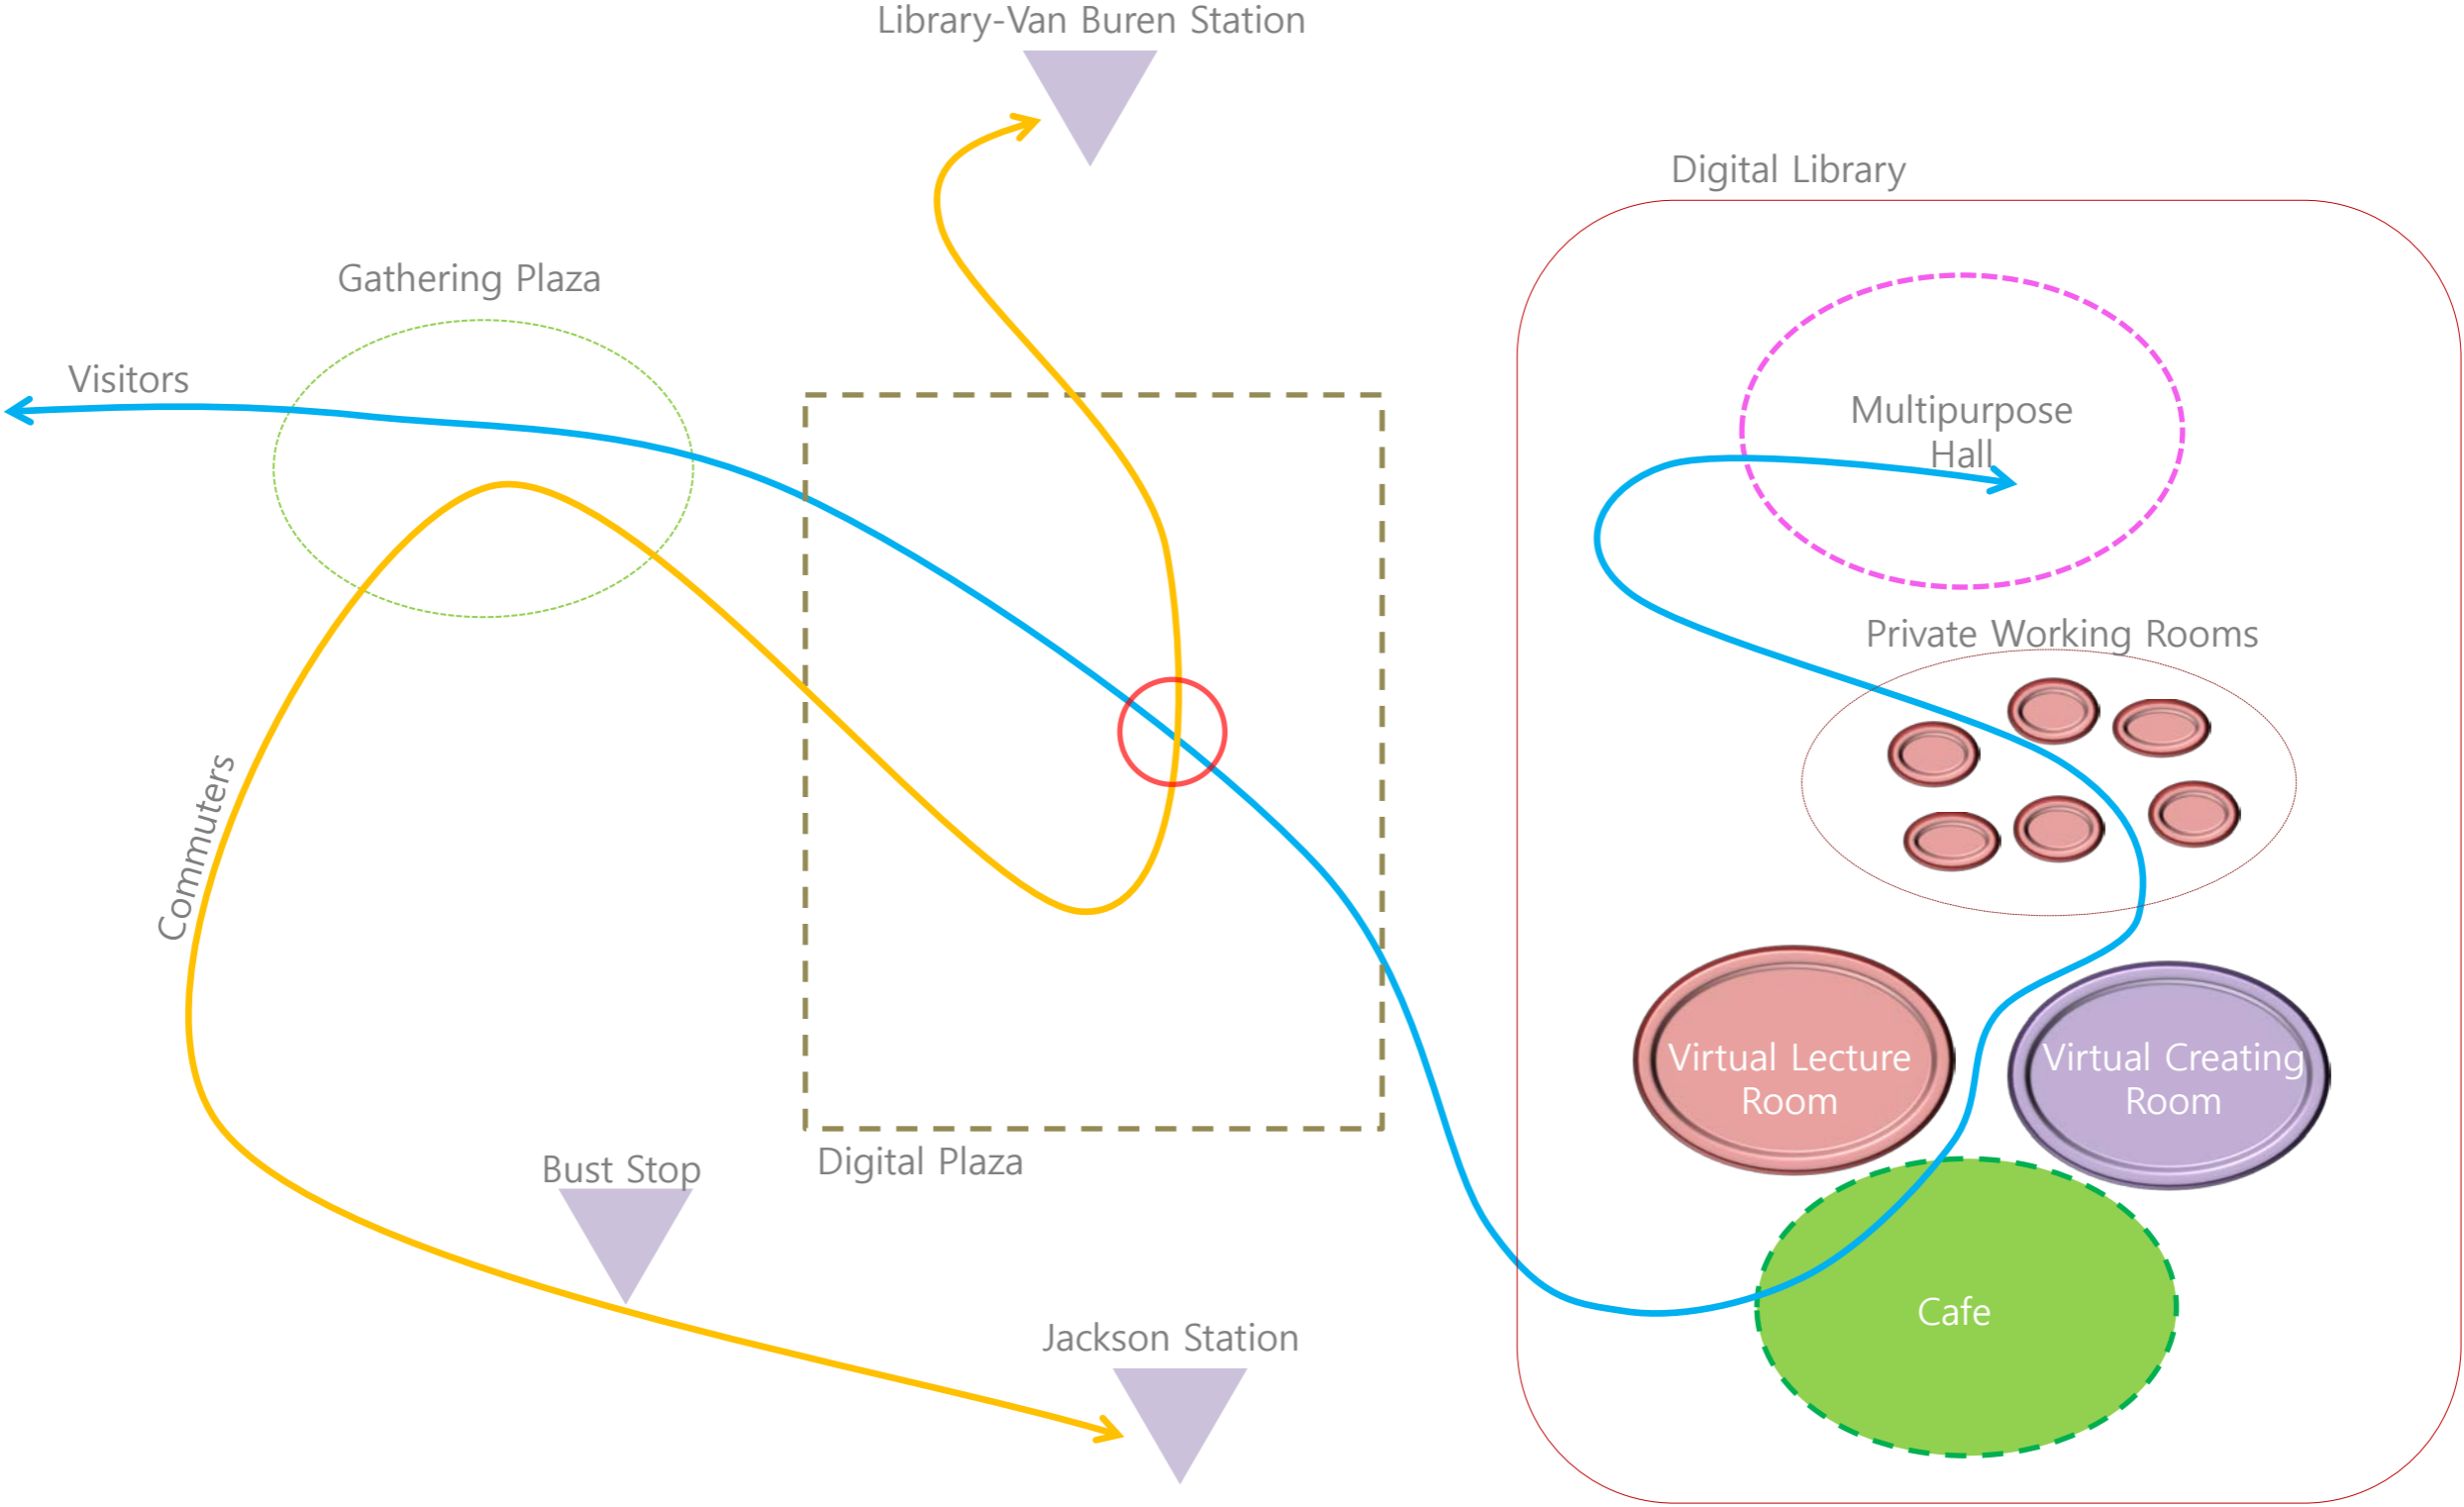 Library-Van Buren Station
Digital Library
Gathering Plaza
Visitors
Multipurpose
Hall
Private Working Rooms
Commuters
Virtual Lecture
Room
Virtual Creating
Room
Bust Stop
Digital Plaza
Cafe
Jackson Station